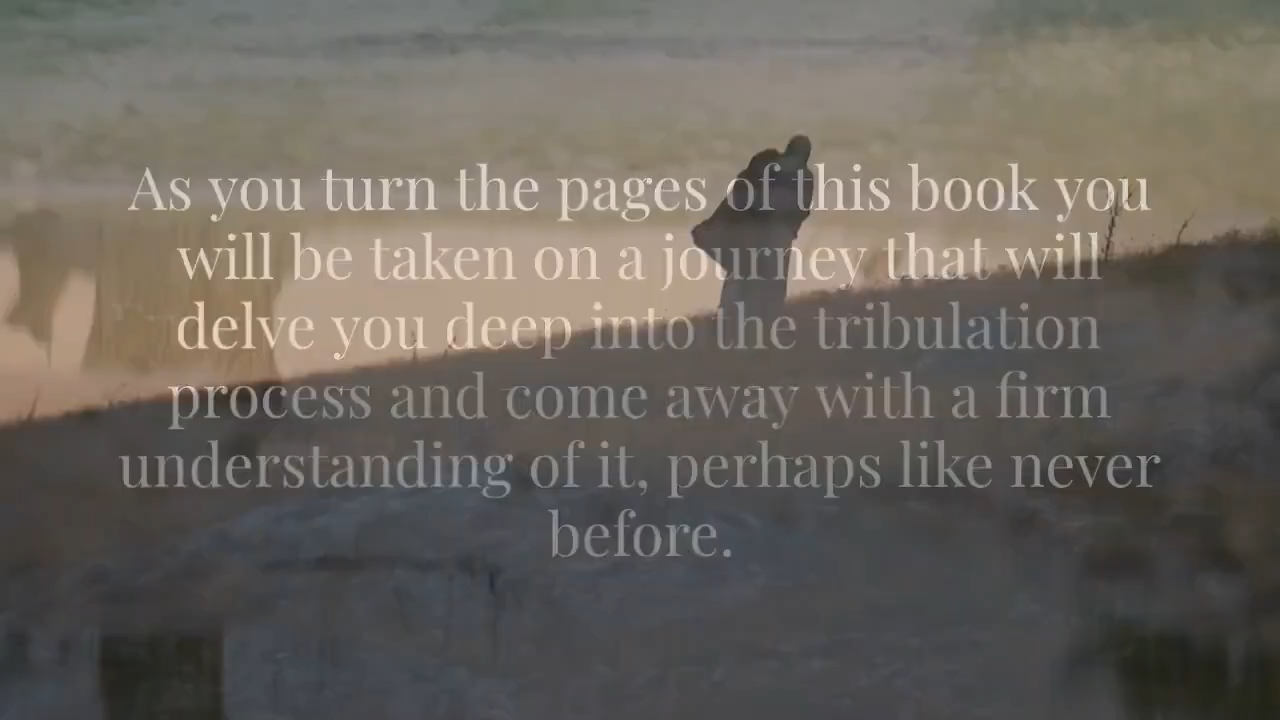 As you turn the pages of this book you
will be taken on a journey that will
delve you deep into the tribulation
process and come away with a firm
understanding of it, perhaps like never
before.